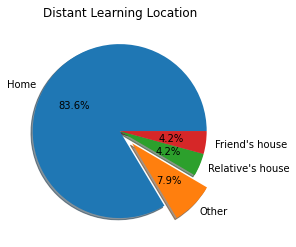 Distant Learning Location
Home
83.6%
4.2%
Friend's house
4.2%
Relative's house
7.9%
Other